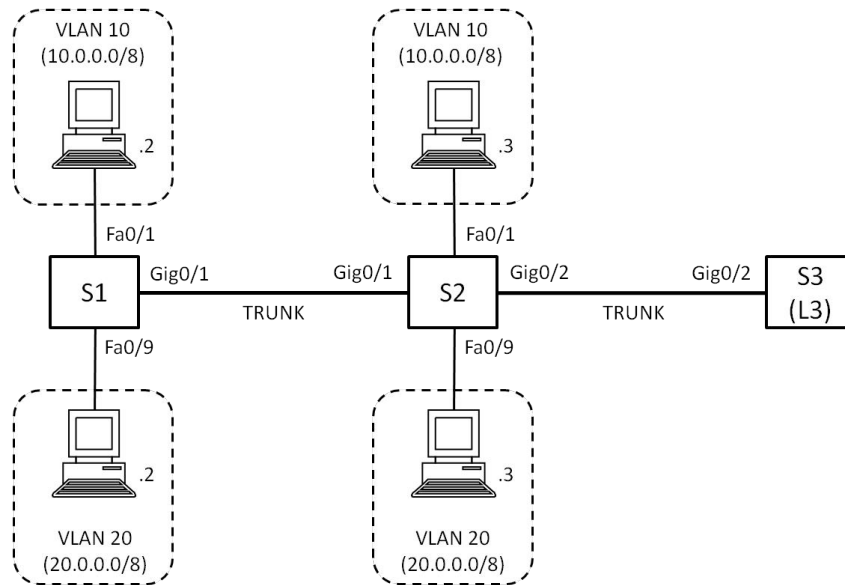 VLAN 10
(10.0.0.0/8)
.2
VLAN 10
(10.0.0.0/8)
.3
Fa0/1
Fa0/1
S1
Gig0/1
Gig0/1
S2
Gig0/2
Gig0/2
S3
(L3)
TRUNK
TRUNK
Fa0/9
Fa0/9
.2
VLAN 20
(20.0.0.0/8)
.3
VLAN 20
(20.0.0.0/8)